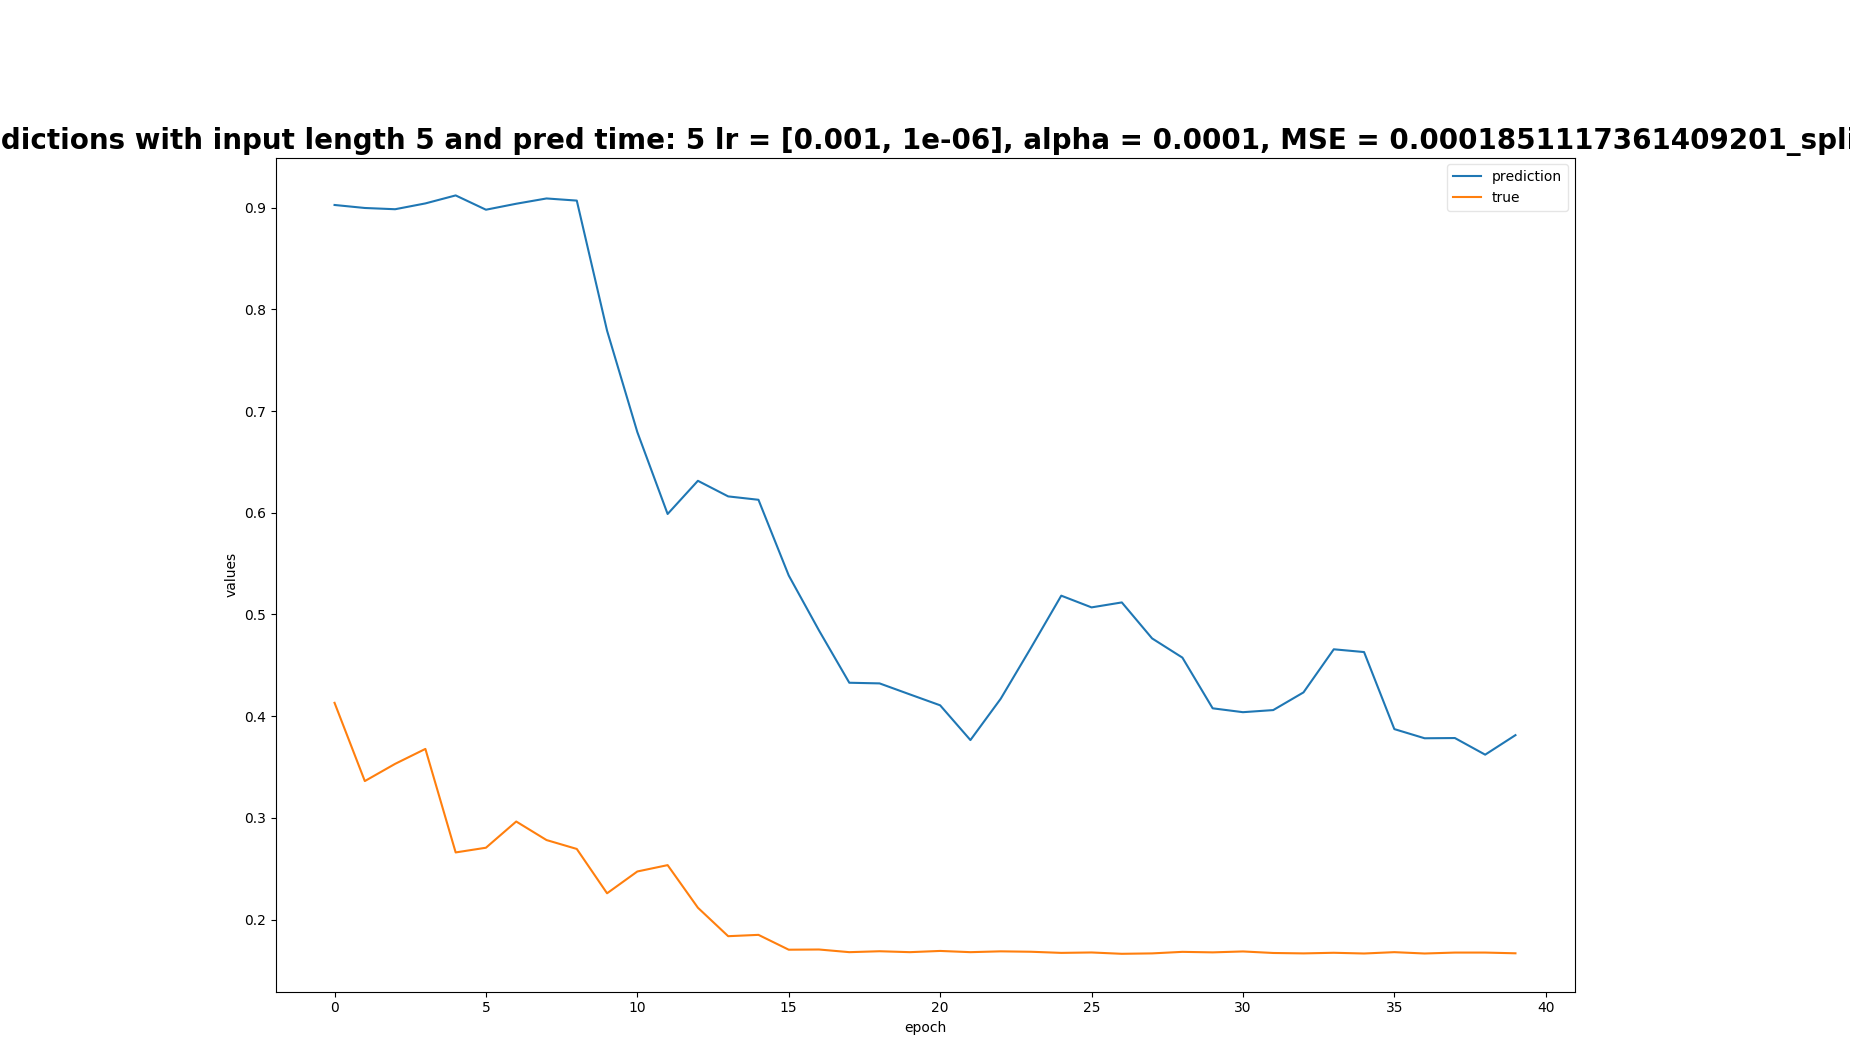 dictions with input length 5 and pred time: 5 lr = [0.001, 1e-06], alpha = 0.0001, MSE = 0.0001851117361409201_spli
prediction
true
0.9
0.8
0.7
0.6
0.5
0.4
0.3
0.2
values
0 5 10 15 20 25 30 35 40
epoch